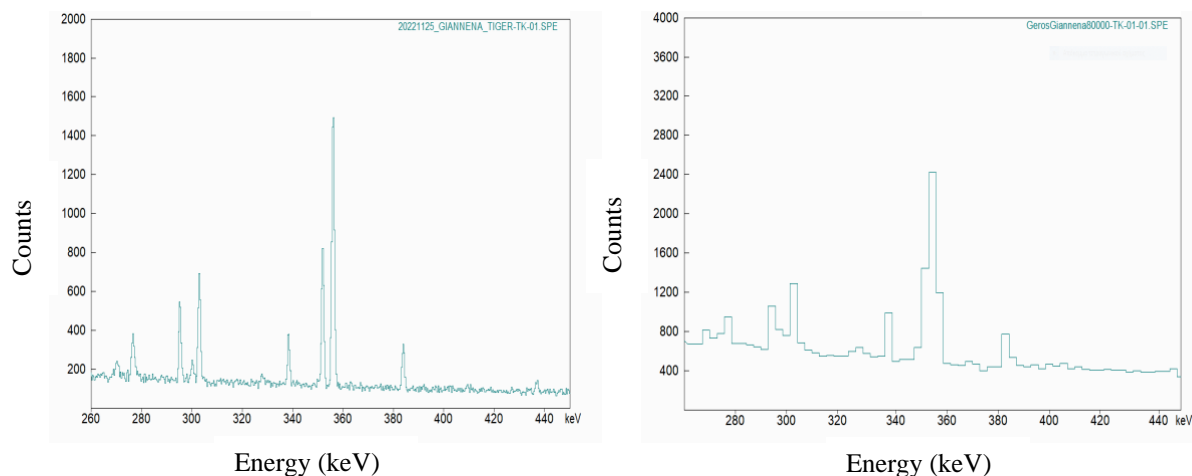 20221125_GIANNENA_TIGER-TK-01.SPE
2000
1800
1600
1400
1200
1000
800
600
400
200
260 280 300 320 340 360 380 400 420 440 keV
Counts
Energy (keV)
GerosGiannena80000-TK-01-01.SPE
4000
3600
3200
2800
2400
2000
1600
1200
800
400
280 300 320 340 360 380 400 420 440 keV
Counts
Energy (keV)